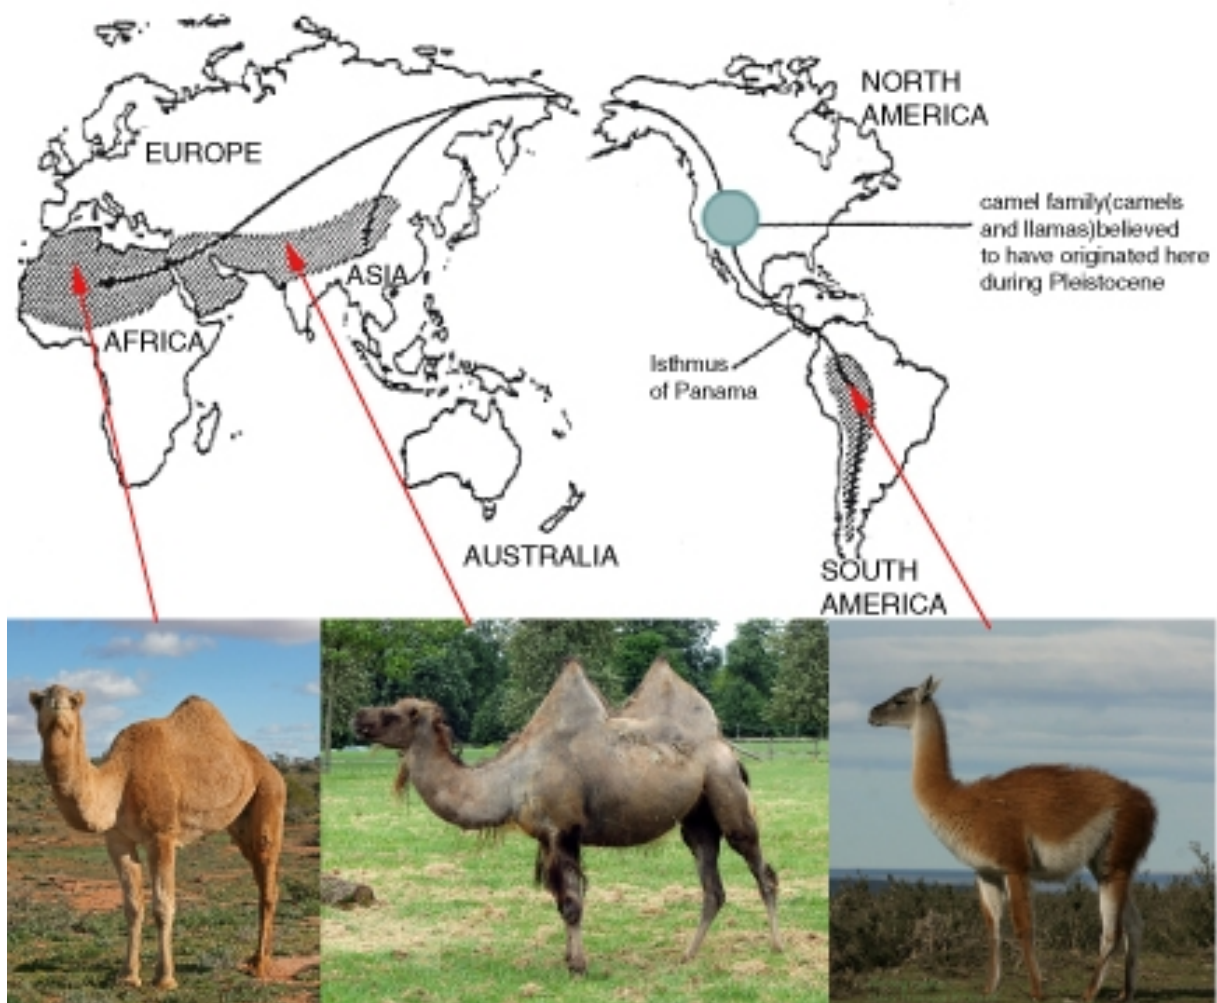 NORTH
AMERICA
EUROPE
camel family(camels
and llamas)believed
to have originated here
during Pleistocene
ASIA
AFRICA
Isthmus
of Panama
AUSTRALIA
SOUTH
AMERICA